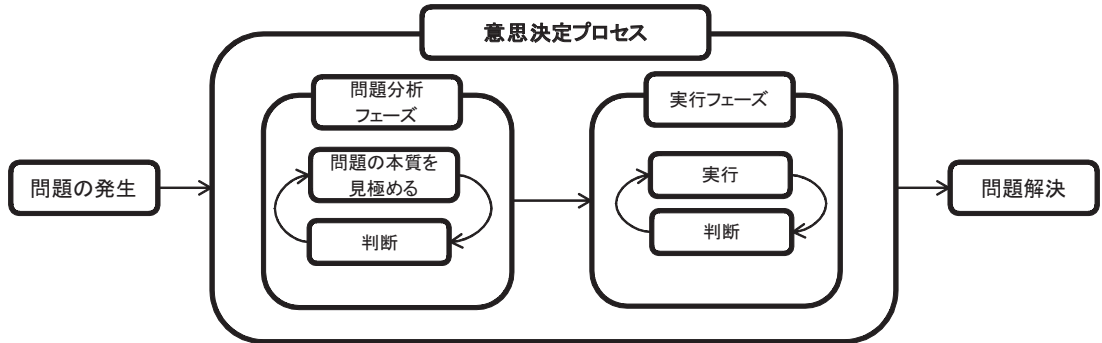 意思決定プロセス
問題分析
フェーズ
実行フェーズ
問題の発生
問題の本質を
見極める
判断
実行
判断
問題解決